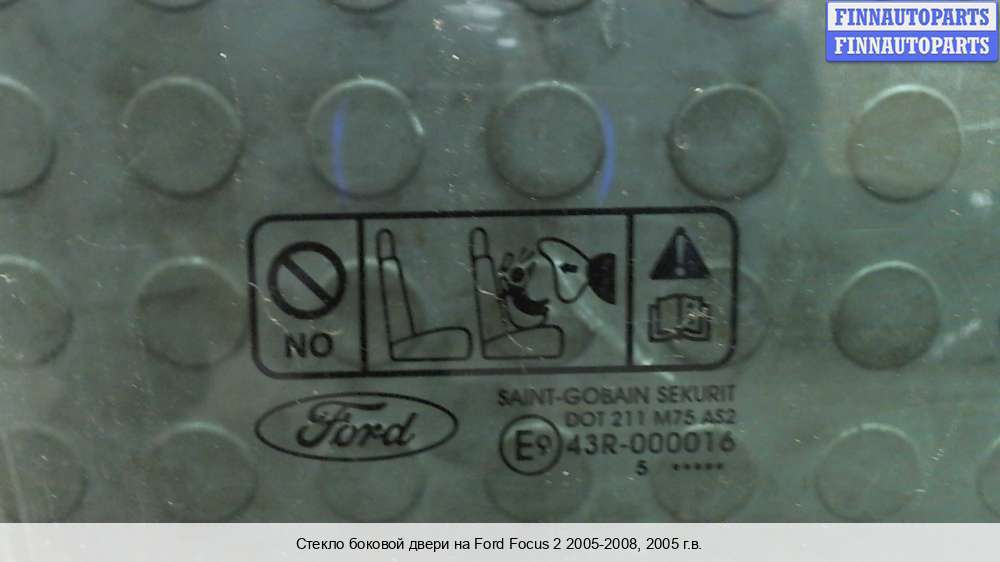 FINNAUTOPARTS
FINNAUTOPARTS
NO
Ford
SAINT-GOBAIN SEKURIT
DOT 211 M75 AS2
E9 43R-000016
5 •••••
Стекло боковой двери на Ford Focus 2 2005-2008, 2005 г.в.